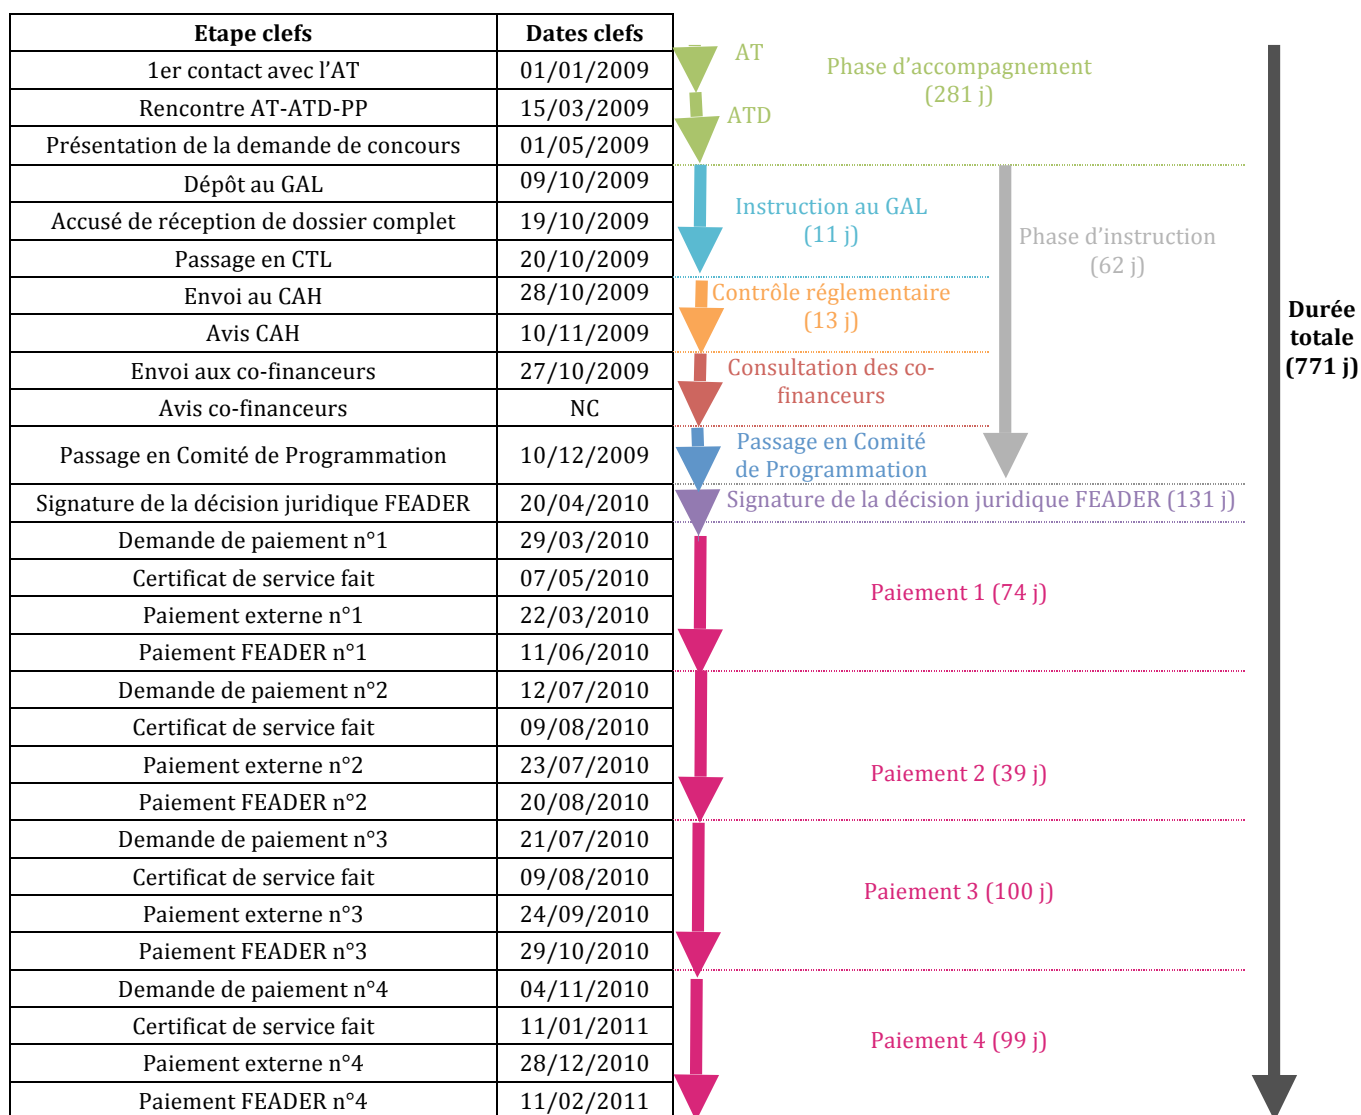 Etape clefs Dates clefs
1er contact avec l’AT 01/01/2009
Rencontre AT-ATD-PP 15/03/2009
Présentation de la demande de concours 01/05/2009
Dépôt au GAL 09/10/2009
Accusé de réception de dossier complet 19/10/2009
Passage en CTL 20/10/2009
Envoi au CAH 28/10/2009
Avis CAH 10/11/2009
Envoi aux co-financeurs 27/10/2009
Avis co-financeurs NC
Passage en Comité de Programmation 10/12/2009
Signature de la décision juridique FEADER 20/04/2010
Demande de paiement n°1 29/03/2010
Certificat de service fait 07/05/2010
Paiement externe n°1 22/03/2010
Paiement FEADER n°1 11/06/2010
Demande de paiement n°2 12/07/2010
Certificat de service fait 09/08/2010
Paiement externe n°2 23/07/2010
Paiement FEADER n°2 20/08/2010
Demande de paiement n°3 21/07/2010
Certificat de service fait 09/08/2010
Paiement externe n°3 24/09/2010
Paiement FEADER n°3 29/10/2010
Demande de paiement n°4 04/11/2010
Certificat de service fait 11/01/2011
Paiement externe n°4 28/12/2010
Paiement FEADER n°4 11/02/2011
AT
ATD
Phase d’accompagnement
(281 j)
Instruction au GAL
(11 j)
Phase d’instruction
(62 j)
Contrôle réglementaire
(13 j)
Consultation des co-
financeurs
Passage en Comité
de Programmation
Signature de la décision juridique FEADER (131 j)
Paiement 1 (74 j)
Paiement 2 (39 j)
Paiement 3 (100 j)
Paiement 4 (99 j)
Durée
totale
(771 j)